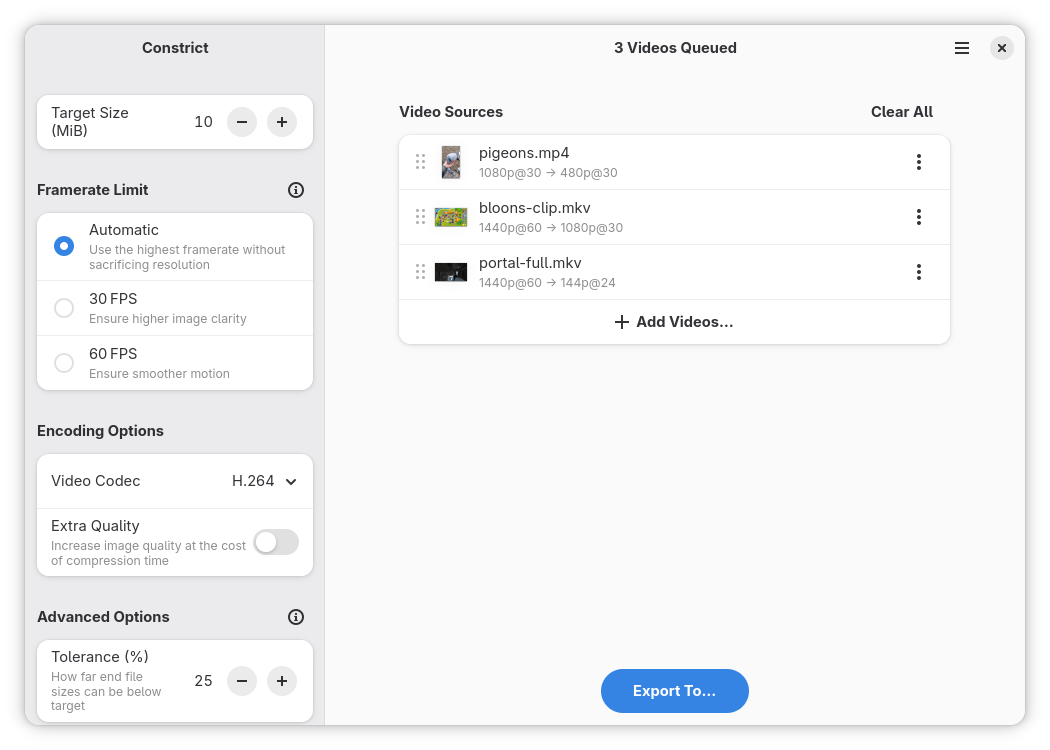 Constrict
Target Size
(MiB)
10
Framerate Limit
Automatic
Use the highest framerate without
sacrificing resolution
30 FPS
Ensure higher image clarity
60 FPS
Ensure smoother motion
Encoding Options
Video Codec
H.264
Extra Quality
Increase image quality at the cost
of compression time
Advanced Options
Tolerance (%)
How far end file
sizes can be below
target
25
3 Videos Queued
Video Sources
Clear All
pigeons.mp4
1080p@30 → 480p@30
bloons-clip.mkv
1440p@60 → 1080p@30
portal-full.mkv
1440p@60 → 144p@24
Add Videos…
Export To…